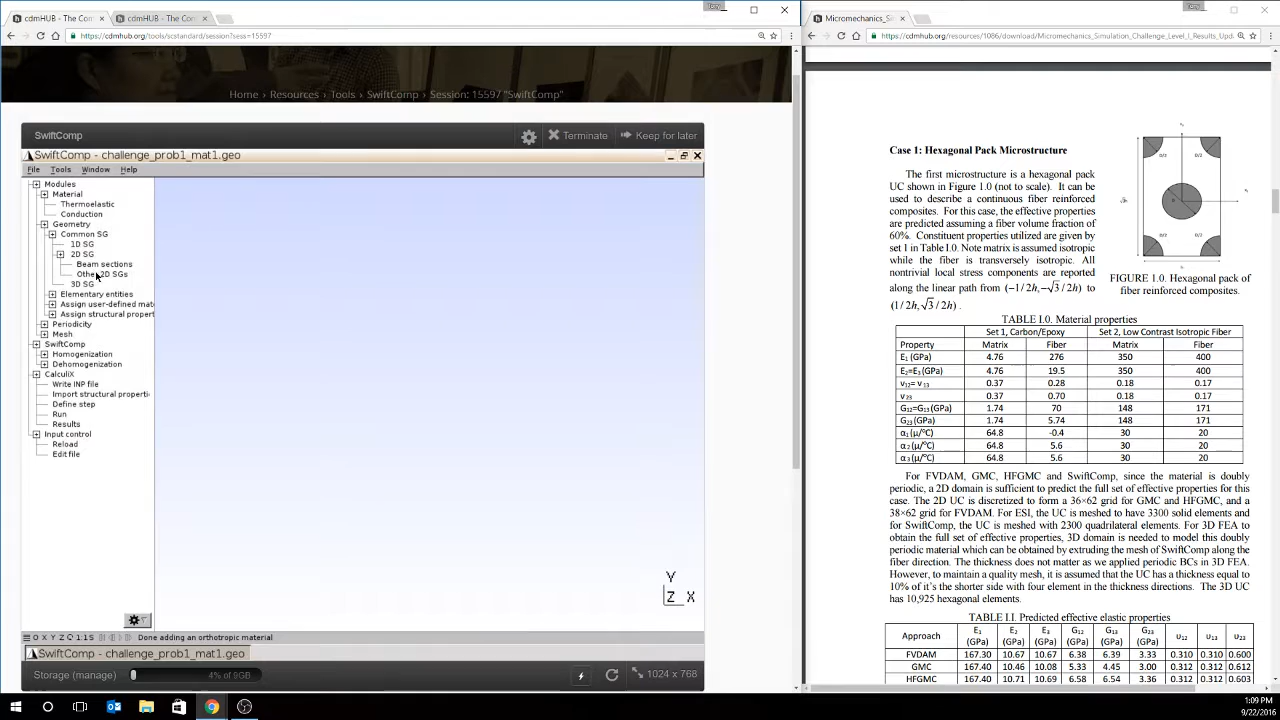 cdmHUB - The Com
cdmHUB - The Com
https://cdmhub.org/tools/scstandard/session?sess=15597
Home › Resources › Tools › SwiftComp › Session: 15597 "SwiftComp"
SwiftComp
Terminate
Keep for later
SwiftComp - challenge_prob1_mat1.geo
File Tools Window Help
Modules
Material
Thermoelastic
Conduction
Geometry
Common SG
1D SG
2D SG
Beam sections
Other 2D SGs
3D SG
Elementary entities
Assign user-defined mat
Assign structural propert
Periodicity
Mesh
SwiftComp
Homogenization
Dehomogenization
CalculiX
Write INP file
Import structural properti
Define step
Run
Results
Input control
Reload
Edit file
Y
Z X
O X Y Z 1:1 S Done adding an orthotropic material
SwiftComp - challenge_prob1_mat1.geo
Storage (manage) 4% of 9GB
1024 x 768
Micromechanics_Si
https://cdmhub.org/resources/1086/download/Micromechanics_Simulation_Challenge_Level_I_Results_Upd
Case 1: Hexagonal Pack Microstructure
The first microstructure is a hexagonal pack
UC shown in Figure 1.0 (not to scale). It can be
used to describe a continuous fiber reinforced
composites. For this case, the effective properties
are predicted assuming a fiber volume fraction of
60%. Constituent properties utilized are given by
set 1 in Table I.0. Note matrix is assumed isotropic
while the fiber is transversely isotropic. All
nontrivial local stress components are reported
along the linear path from (−1/2h,−√3/2h) to
(1/2h,√3/2h) .
FIGURE 1.0. Hexagonal pack of
fiber reinforced composites.
TABLE I.0. Material properties
Set 1, Carbon/Epoxy Set 2, Low Contrast Isotropic Fiber
Property Matrix Fiber Matrix Fiber
E1 (GPa) 4.76 276 350 400
E2=E3 (GPa) 4.76 19.5 350 400
ν12= ν13 0.37 0.28 0.18 0.17
ν23 0.37 0.70 0.18 0.17
G12=G13 (GPa) 1.74 70 148 171
G23 (GPa) 1.74 5.74 148 171
α1 (μ/°C) 64.8 -0.4 30 20
α2 (μ/°C) 64.8 5.6 30 20
α3 (μ/°C) 64.8 5.6 30 20
For FVDAM, GMC, HFGMC and SwiftComp, since the material is doubly
periodic, a 2D domain is sufficient to predict the full set of effective properties for this
case. The 2D UC is discretized to form a 36×62 grid for GMC and HFGMC, and a
38×62 grid for FVDAM. For ESI, the UC is meshed to have 3300 solid elements and
for SwiftComp, the UC is meshed with 2300 quadrilateral elements. For 3D FEA to
obtain the full set of effective properties, 3D domain is needed to model this doubly
periodic material which can be obtained by extruding the mesh of SwiftComp along the
fiber direction. The thickness does not matter as we applied periodic BCs in 3D FEA.
However, to maintain a quality mesh, it is assumed that the UC has a thickness equal to
10% of it's the shorter side with four element in the thickness directions. The 3D UC
has 10,925 hexagonal elements.
TABLE I.I. Predicted effective elastic properties
Approach E1 (GPa) E2 (GPa) E3 (GPa) G12 (GPa) G13 (GPa) G23 (GPa) υ12 υ13 υ23
FVDAM 167.30 10.67 10.67 6.38 6.39 3.33 0.310 0.310 0.600
GMC 167.40 10.46 10.08 5.33 4.45 3.00 0.312 0.312 0.612
HFGMC 167.40 10.71 10.69 6.58 6.54 3.36 0.312 0.312 0.603
1:09 PM
9/22/2016